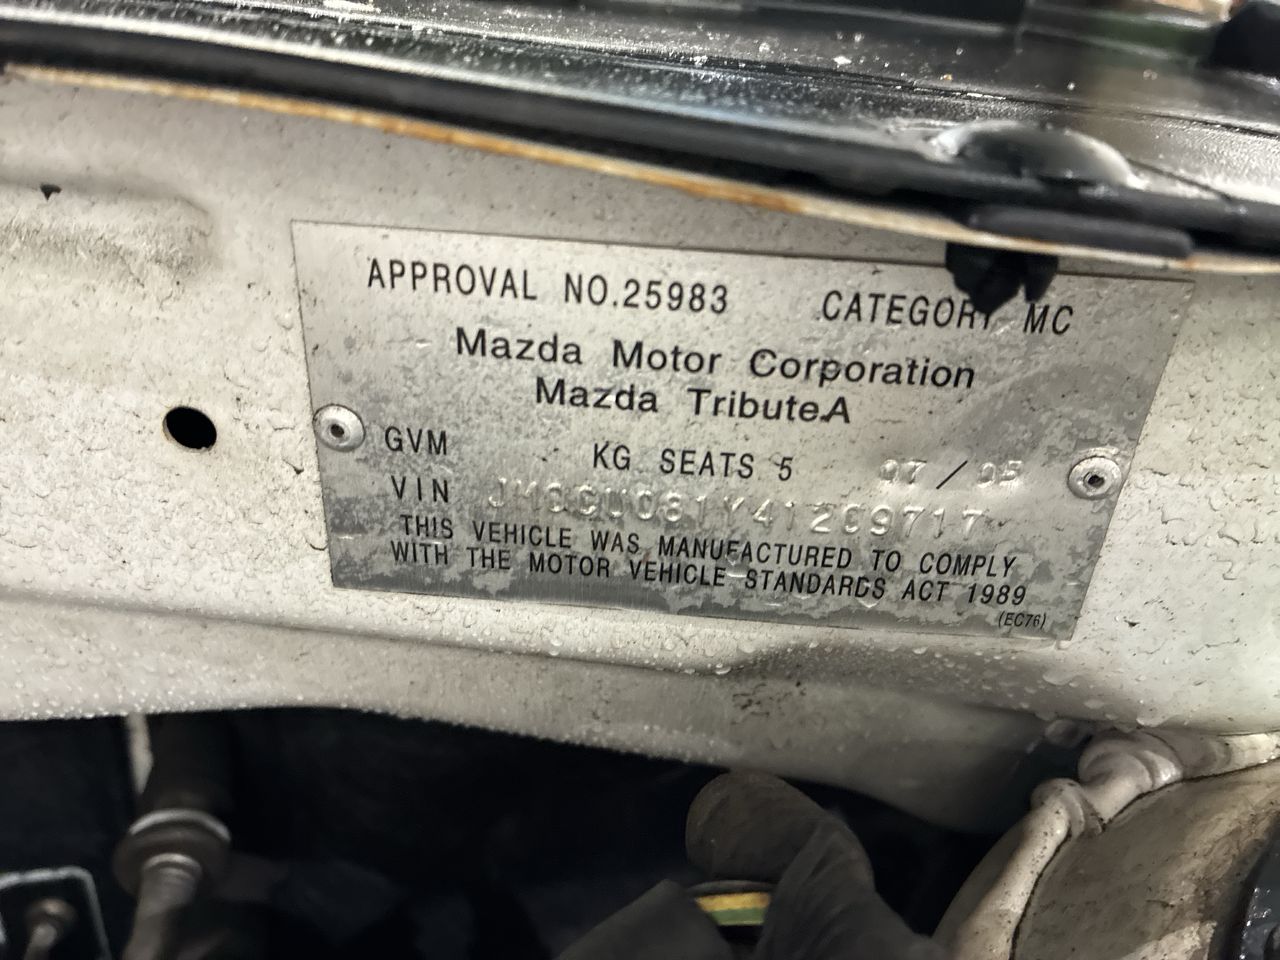 APPROVAL NO.25983 CATEGORY MC
Mazda Motor Corporation
Mazda TributeA
GVM KG SEATS 5 07/05
VIN
THIS VEHICLE WAS MANUFACTURED TO COMPLY
WITH THE MOTOR VEHICLE STANDARDS ACT 1989
(EC76)